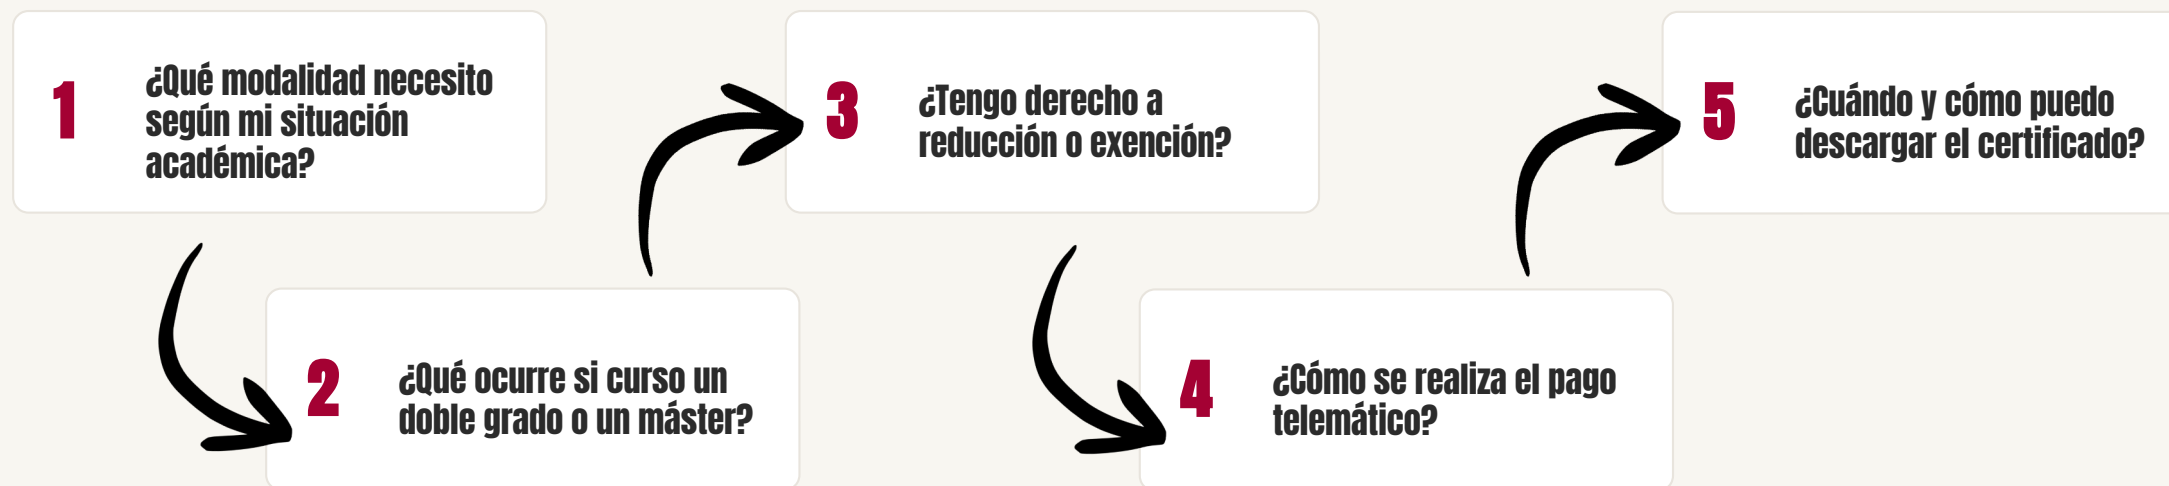 1
¿Qué modalidad necesito
según mi situación
académica?
2
¿Qué ocurre si curso un
doble grado o un máster?
3
¿Tengo derecho a
reducción o exención?
4
¿Cómo se realiza el pago
telemático?
5
¿Cuándo y cómo puedo
descargar el certificado?